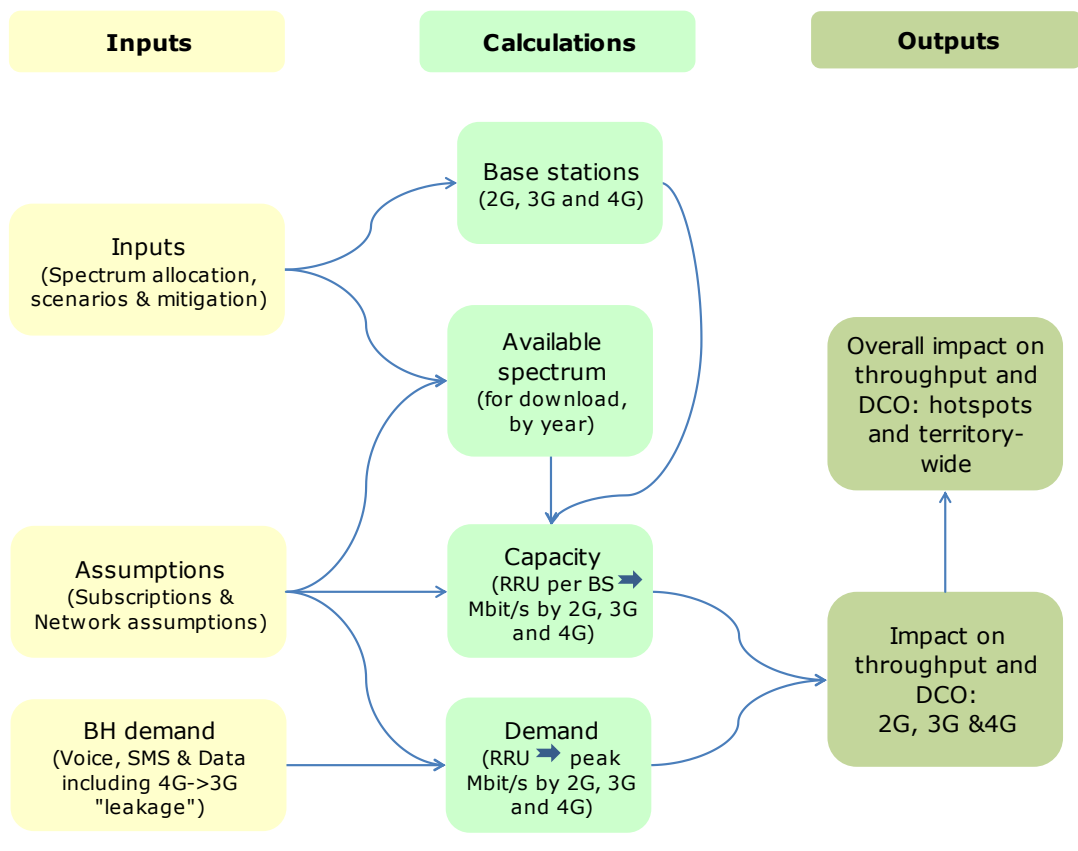 Inputs
Calculations
Outputs
Base stations
(2G, 3G and 4G)
Inputs
(Spectrum allocation,
scenarios & mitigation)
Available
spectrum
(for download,
by year)
Overall impact on
throughput and
DCO: hotspots
and territory-
wide
Assumptions
(Subscriptions &
Network assumptions)
Capacity
(RRU per BS ➡
Mbit/s by 2G, 3G
and 4G)
Impact on
throughput and
DCO:
2G, 3G &4G
BH demand
(Voice, SMS & Data
including 4G->3G
"leakage")
Demand
(RRU ➡ peak
Mbit/s by 2G, 3G
and 4G)